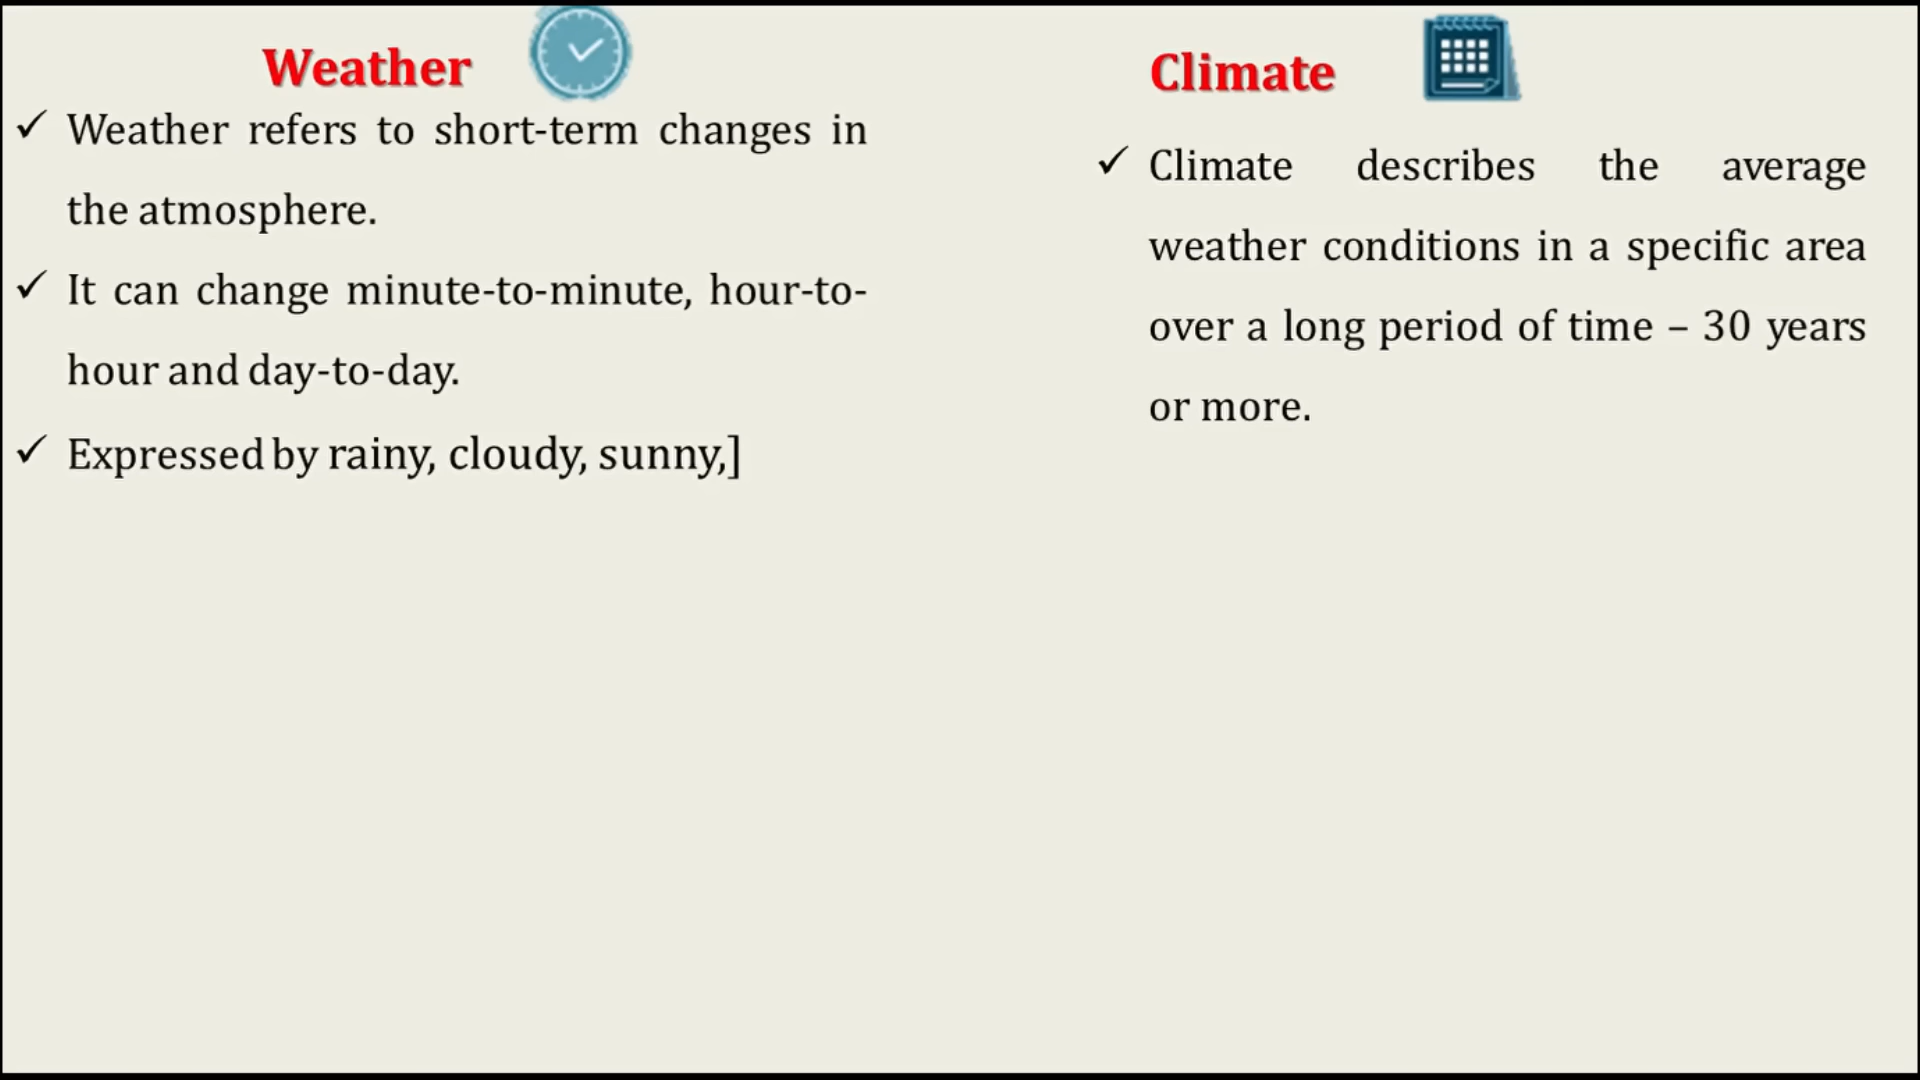 Weather
✓ Weather refers to short-term changes in
the atmosphere.
✓ It can change minute-to-minute, hour-to-
hour and day-to-day.
✓ Expressed by rainy, cloudy, sunny,]
Climate
✓ Climate describes the average
weather conditions in a specific area
over a long period of time – 30 years
or more.